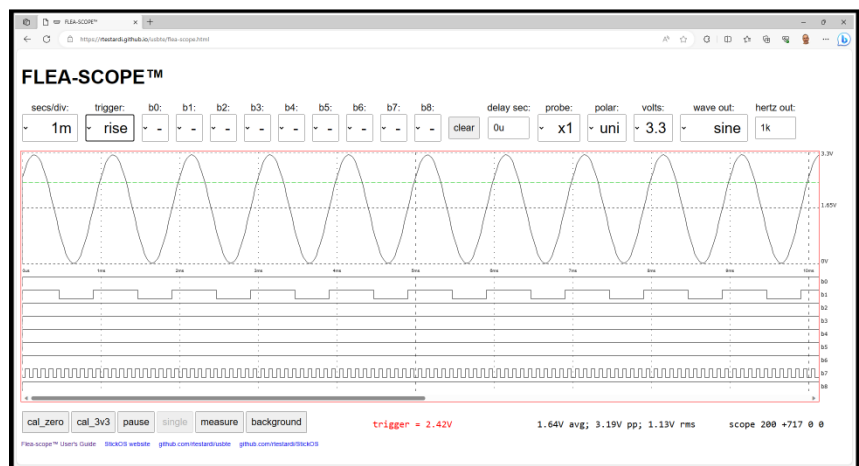 FLEA-SCOPE™
https://rtestardi.github.io/usbte/flea-scope.html
FLEA-SCOPE™
secs/div: trigger: b0: b1: b2: b3: b4: b5: b6: b7: b8: delay sec: probe: polar: volts: wave out: hertz out:
1m rise - - - - - - - - - clear 0u x1 uni 3.3 sine 1k
3.3V
1.65V
0V
0us 1ms 2ms 3ms 4ms 5ms 6ms 7ms 8ms 9ms 10ms
b0
b1
b2
b3
b4
b5
b6
b7
b8
cal_zero cal_3v3 pause single measure background trigger = 2.42V 1.64V avg; 3.19V pp; 1.13V rms scope 200 +717 0 0
Flea-scope™ User's Guide StickOS website github.com/rtestardi/usbte github.com/rtestardi/StickOS